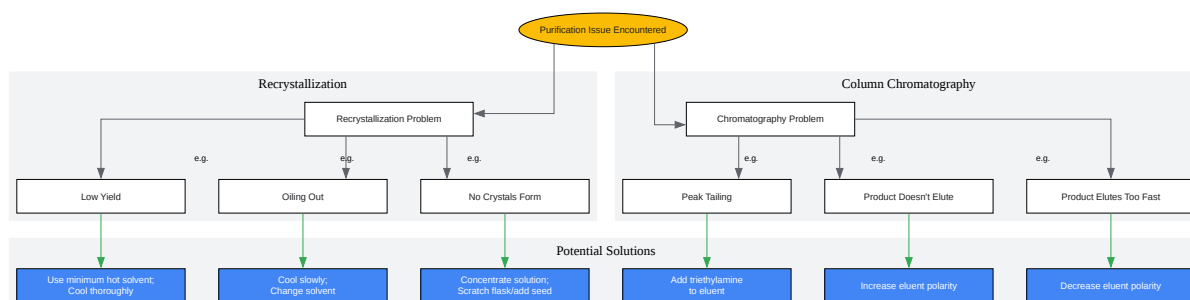 Purification Issue Encountered
Recrystallization
Column Chromatography
Recrystallization Problem
Chromatography Problem
e.g.
e.g.
e.g.
e.g.
e.g.
e.g.
Low Yield
Oiling Out
No Crystals Form
Peak Tailing
Product Doesn't Elute
Product Elutes Too Fast
Potential Solutions
Use minimum hot solvent;
Cool thoroughly
Cool slowly;
Change solvent
Concentrate solution;
Scratch flask/add seed
Add triethylamine
to eluent
Increase eluent polarity
Decrease eluent polarity